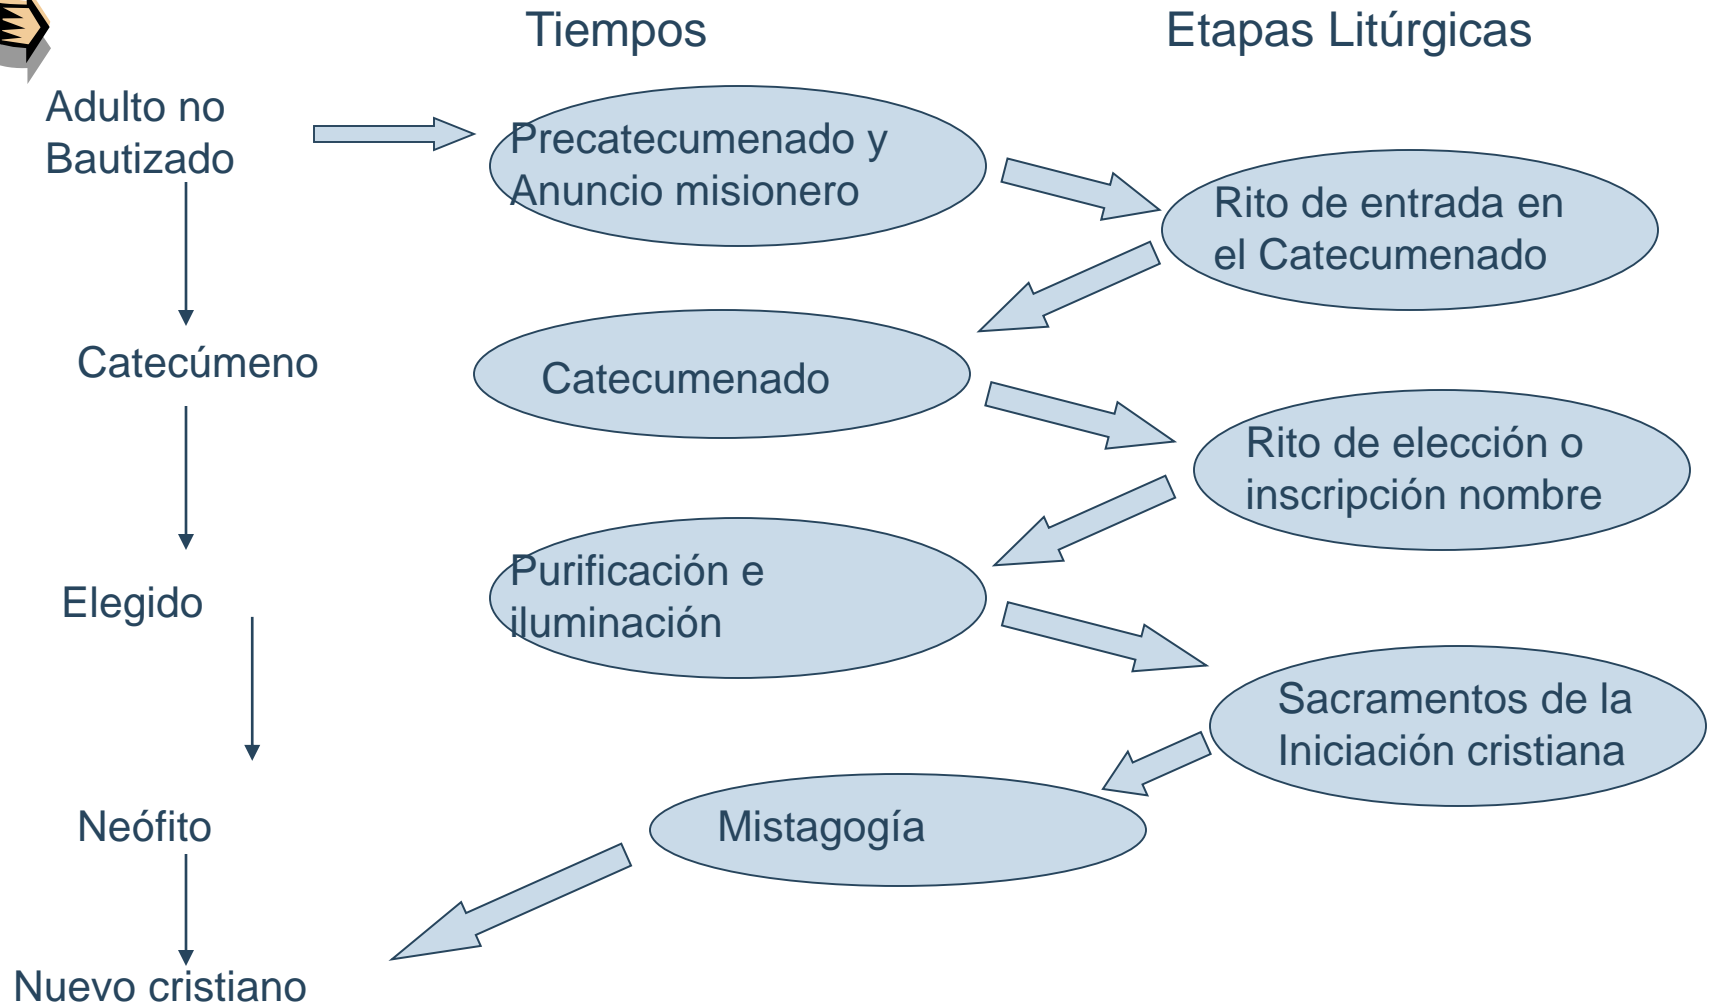 Tiempos
Etapas Litúrgicas
Adulto no
Bautizado
Precatecumenado y
Anuncio misionero
Rito de entrada en
el Catecumenado
Catecúmeno
Catecumenado
Rito de elección o
inscripción nombre
Elegido
Purificación e
iluminación
Sacramentos de la
Iniciación cristiana
Neófito
Mistagogía
Nuevo cristiano